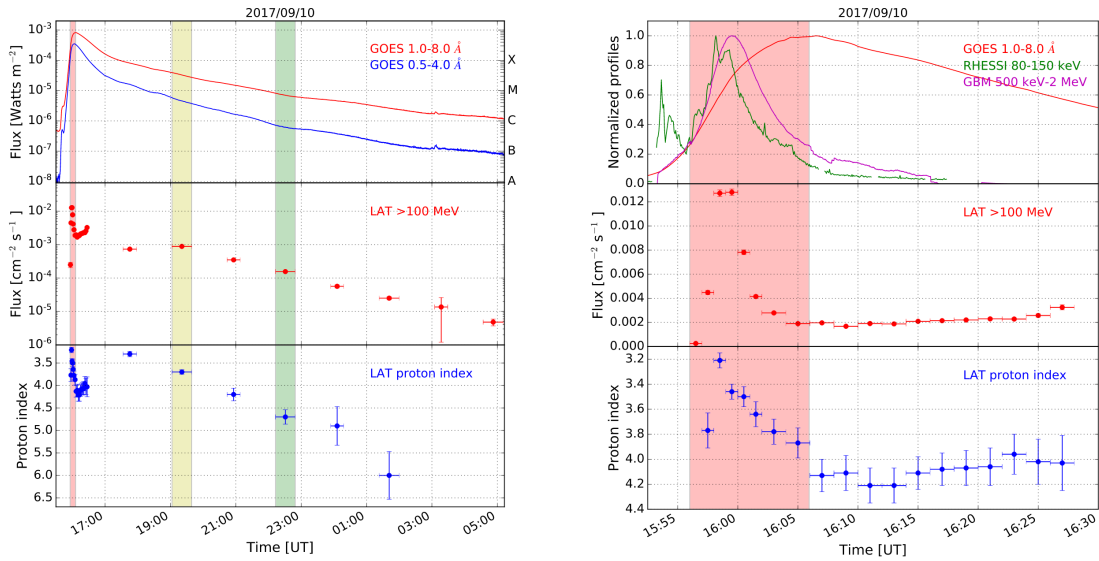 2017/09/10
10⁻³
10⁻⁴
10⁻⁵
10⁻⁶
10⁻⁷
10⁻⁸
Flux [Watts m⁻²]
GOES 1.0-8.0 Å
GOES 0.5-4.0 Å
X
M
C
B
A
10⁻²
10⁻³
10⁻⁴
10⁻⁵
10⁻⁶
Flux [cm⁻² s⁻¹]
LAT >100 MeV
3.5
4.0
4.5
5.0
5.5
6.0
6.5
Proton index
LAT proton index
17:00
19:00
21:00
23:00
01:00
03:00
05:00
Time [UT]
2017/09/10
1.0
0.8
0.6
0.4
0.2
0.0
Normalized profiles
GOES 1.0-8.0 Å
RHESSI 80-150 keV
GBM 500 keV-2 MeV
0.012
0.010
0.008
0.006
0.004
0.002
0.000
Flux [cm⁻² s⁻¹]
LAT >100 MeV
3.2
3.4
3.6
3.8
4.0
4.2
4.4
Proton index
LAT proton index
15:55
16:00
16:05
16:10
16:15
16:20
16:25
16:30
Time [UT]